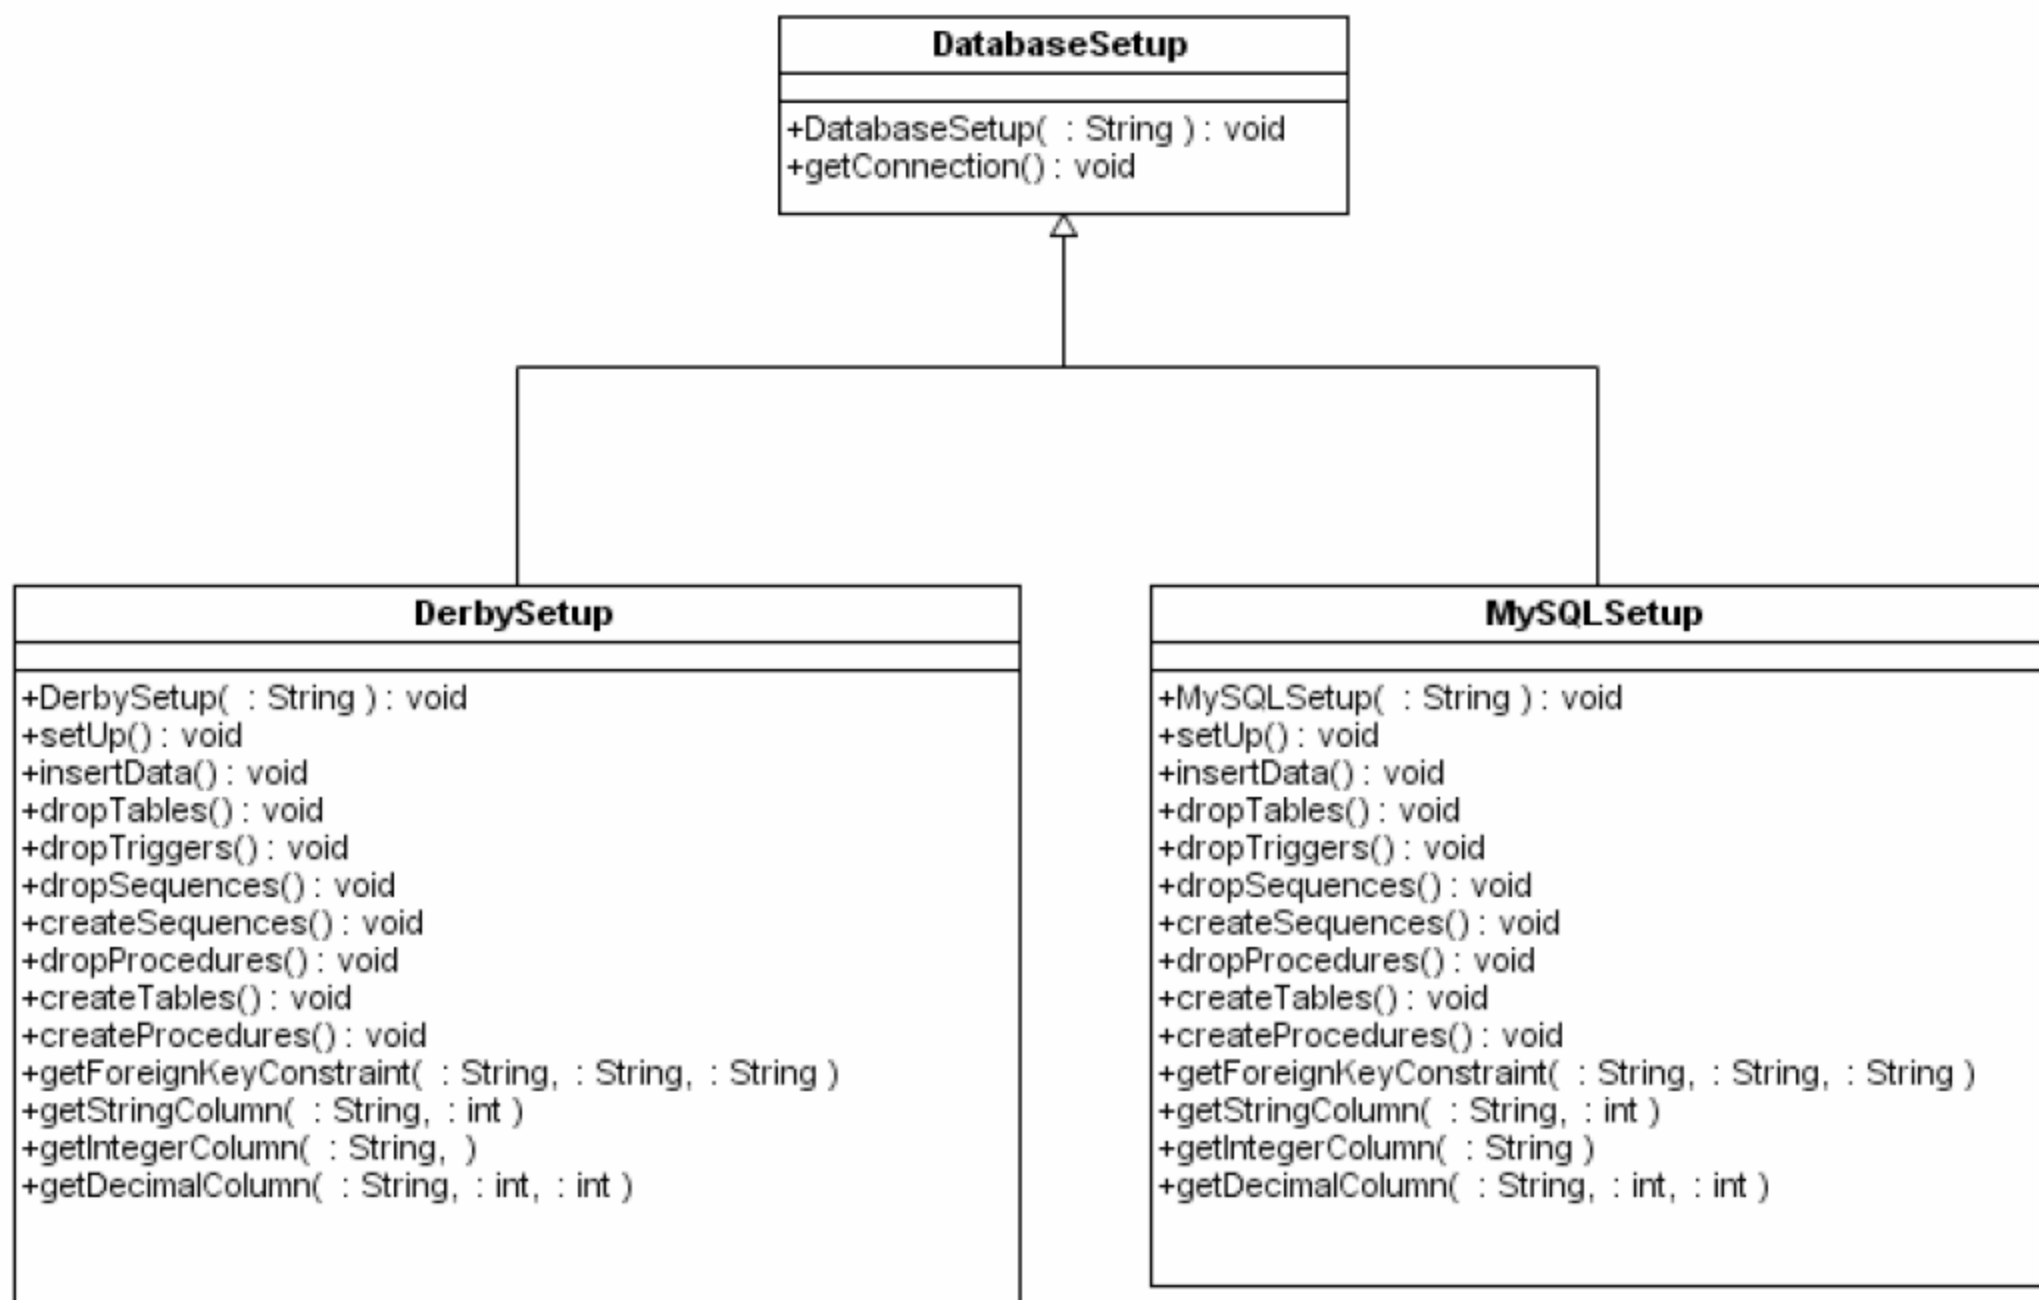 DatabaseSetup
+DatabaseSetup( : String ) : void
+getConnection() : void
DerbySetup
+DerbySetup( : String ) : void
+setUp() : void
+insertData() : void
+dropTables() : void
+dropTriggers() : void
+dropSequences() : void
+createSequences() : void
+dropProcedures() : void
+createTables() : void
+createProcedures() : void
+getForeignKeyConstraint( : String, : String, : String )
+getStringColumn( : String, : int )
+getIntegerColumn( : String, )
+getDecimalColumn( : String, : int, : int )
MySQLSetup
+MySQLSetup( : String ) : void
+setUp() : void
+insertData() : void
+dropTables() : void
+dropTriggers() : void
+dropSequences() : void
+createSequences() : void
+dropProcedures() : void
+createTables() : void
+createProcedures() : void
+getForeignKeyConstraint( : String, : String, : String )
+getStringColumn( : String, : int )
+getIntegerColumn( : String )
+getDecimalColumn( : String, : int, : int )